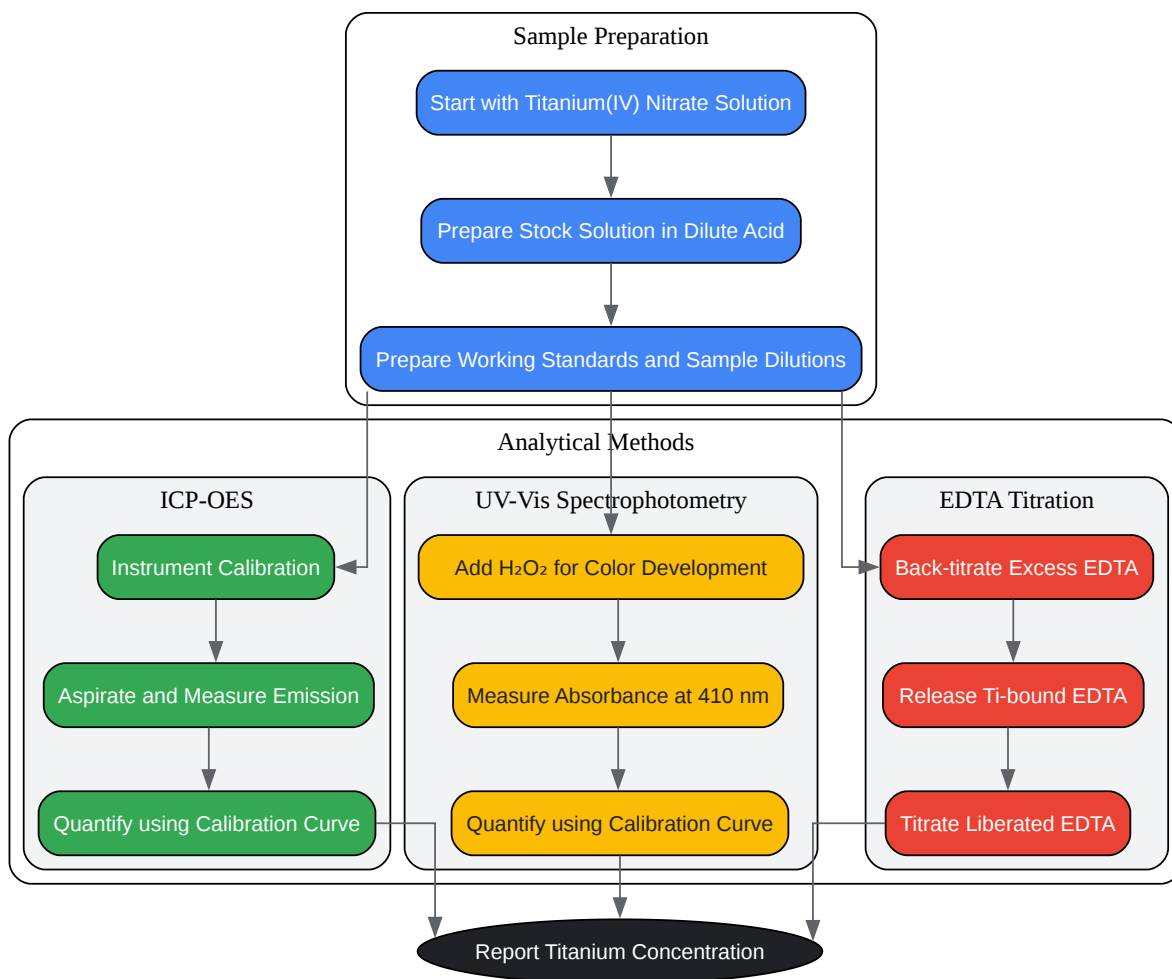 Sample Preparation
Start with Titanium(IV) Nitrate Solution
Prepare Stock Solution in Dilute Acid
Prepare Working Standards and Sample Dilutions
Analytical Methods
ICP-OES
Instrument Calibration
Aspirate and Measure Emission
Quantify using Calibration Curve
UV-Vis Spectrophotometry
Add H₂O₂ for Color Development
Measure Absorbance at 410 nm
Quantify using Calibration Curve
EDTA Titration
Back-titrate Excess EDTA
Release Ti-bound EDTA
Titrate Liberated EDTA
Report Titanium Concentration